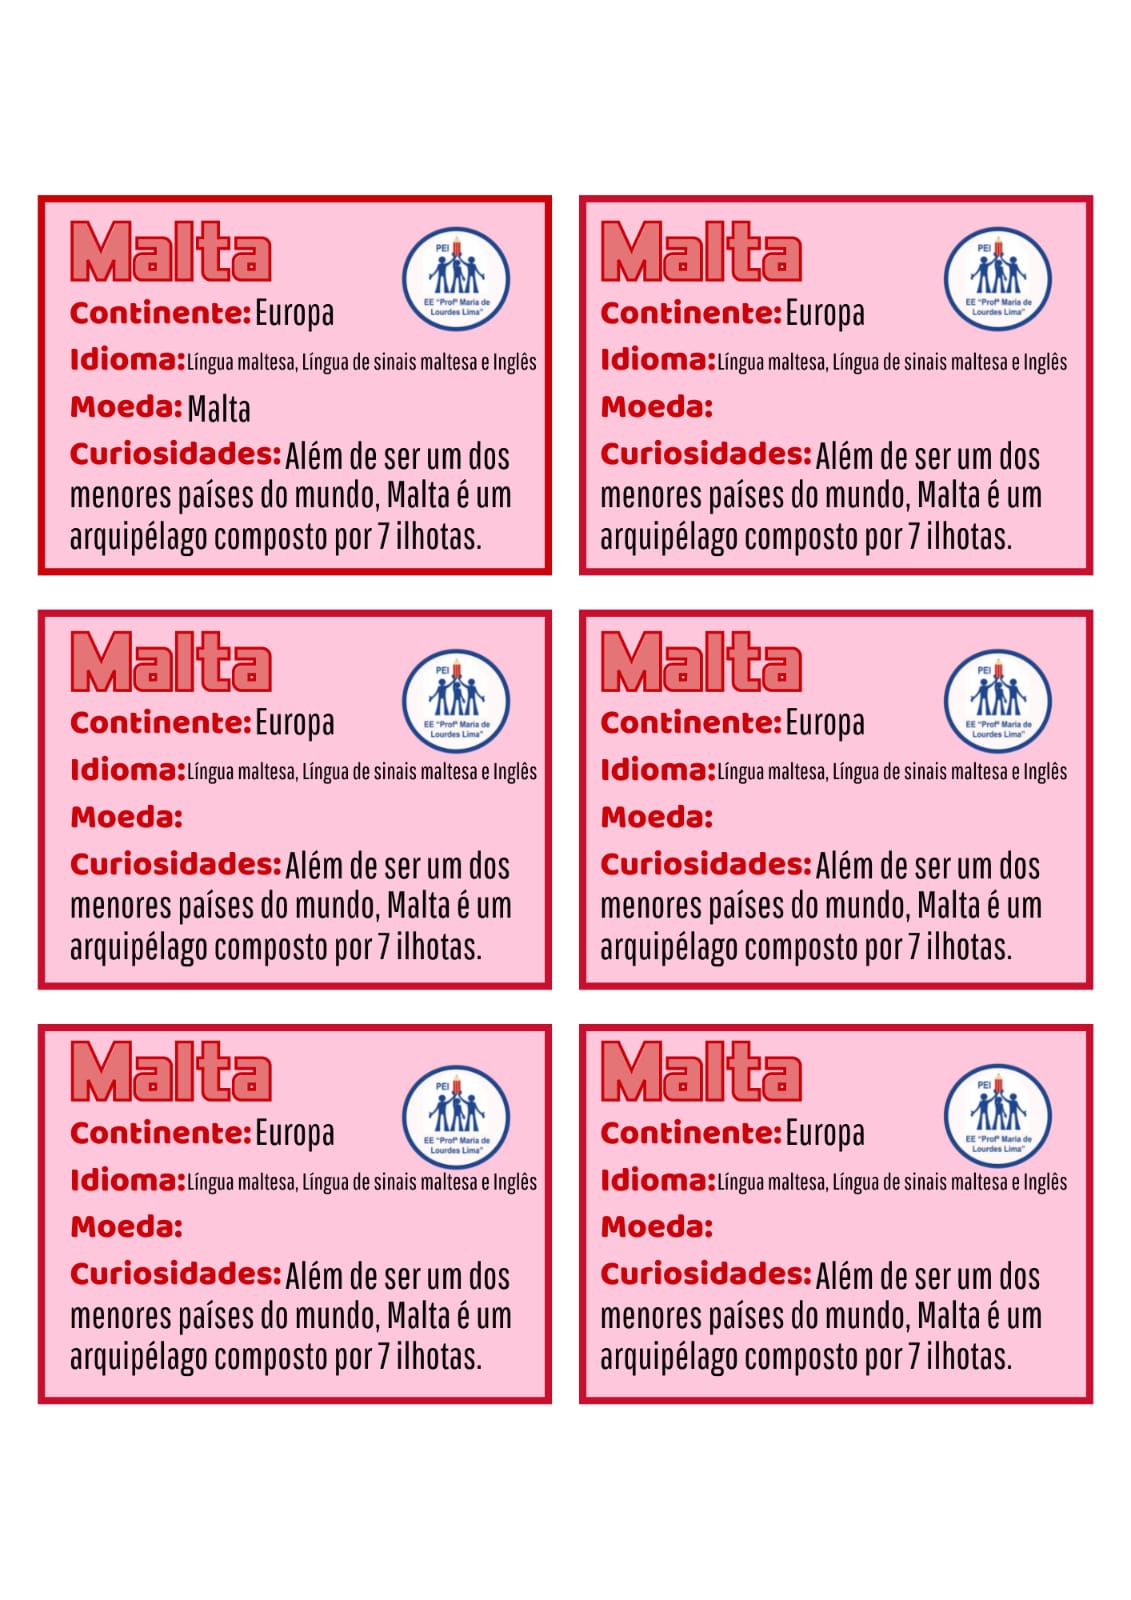 Malta
PEI
EE "Profª Maria de
Lourdes Lima"
Continente: Europa
Idioma: Língua maltesa, Língua de sinais maltesa e Inglês
Moeda: Malta
Curiosidades: Além de ser um dos
menores países do mundo, Malta é um
arquipélago composto por 7 ilhotas.
Malta
PEI
EE "Profª Maria de
Lourdes Lima"
Continente: Europa
Idioma: Língua maltesa, Língua de sinais maltesa e Inglês
Moeda:
Curiosidades: Além de ser um dos
menores países do mundo, Malta é um
arquipélago composto por 7 ilhotas.
Malta
PEI
EE "Profª Maria de
Lourdes Lima"
Continente: Europa
Idioma: Língua maltesa, Língua de sinais maltesa e Inglês
Moeda:
Curiosidades: Além de ser um dos
menores países do mundo, Malta é um
arquipélago composto por 7 ilhotas.
Malta
PEI
EE "Profª Maria de
Lourdes Lima"
Continente: Europa
Idioma: Língua maltesa, Língua de sinais maltesa e Inglês
Moeda:
Curiosidades: Além de ser um dos
menores países do mundo, Malta é um
arquipélago composto por 7 ilhotas.
Malta
PEI
EE "Profª Maria de
Lourdes Lima"
Continente: Europa
Idioma: Língua maltesa, Língua de sinais maltesa e Inglês
Moeda:
Curiosidades: Além de ser um dos
menores países do mundo, Malta é um
arquipélago composto por 7 ilhotas.
Malta
PEI
EE "Profª Maria de
Lourdes Lima"
Continente: Europa
Idioma: Língua maltesa, Língua de sinais maltesa e Inglês
Moeda:
Curiosidades: Além de ser um dos
menores países do mundo, Malta é um
arquipélago composto por 7 ilhotas.